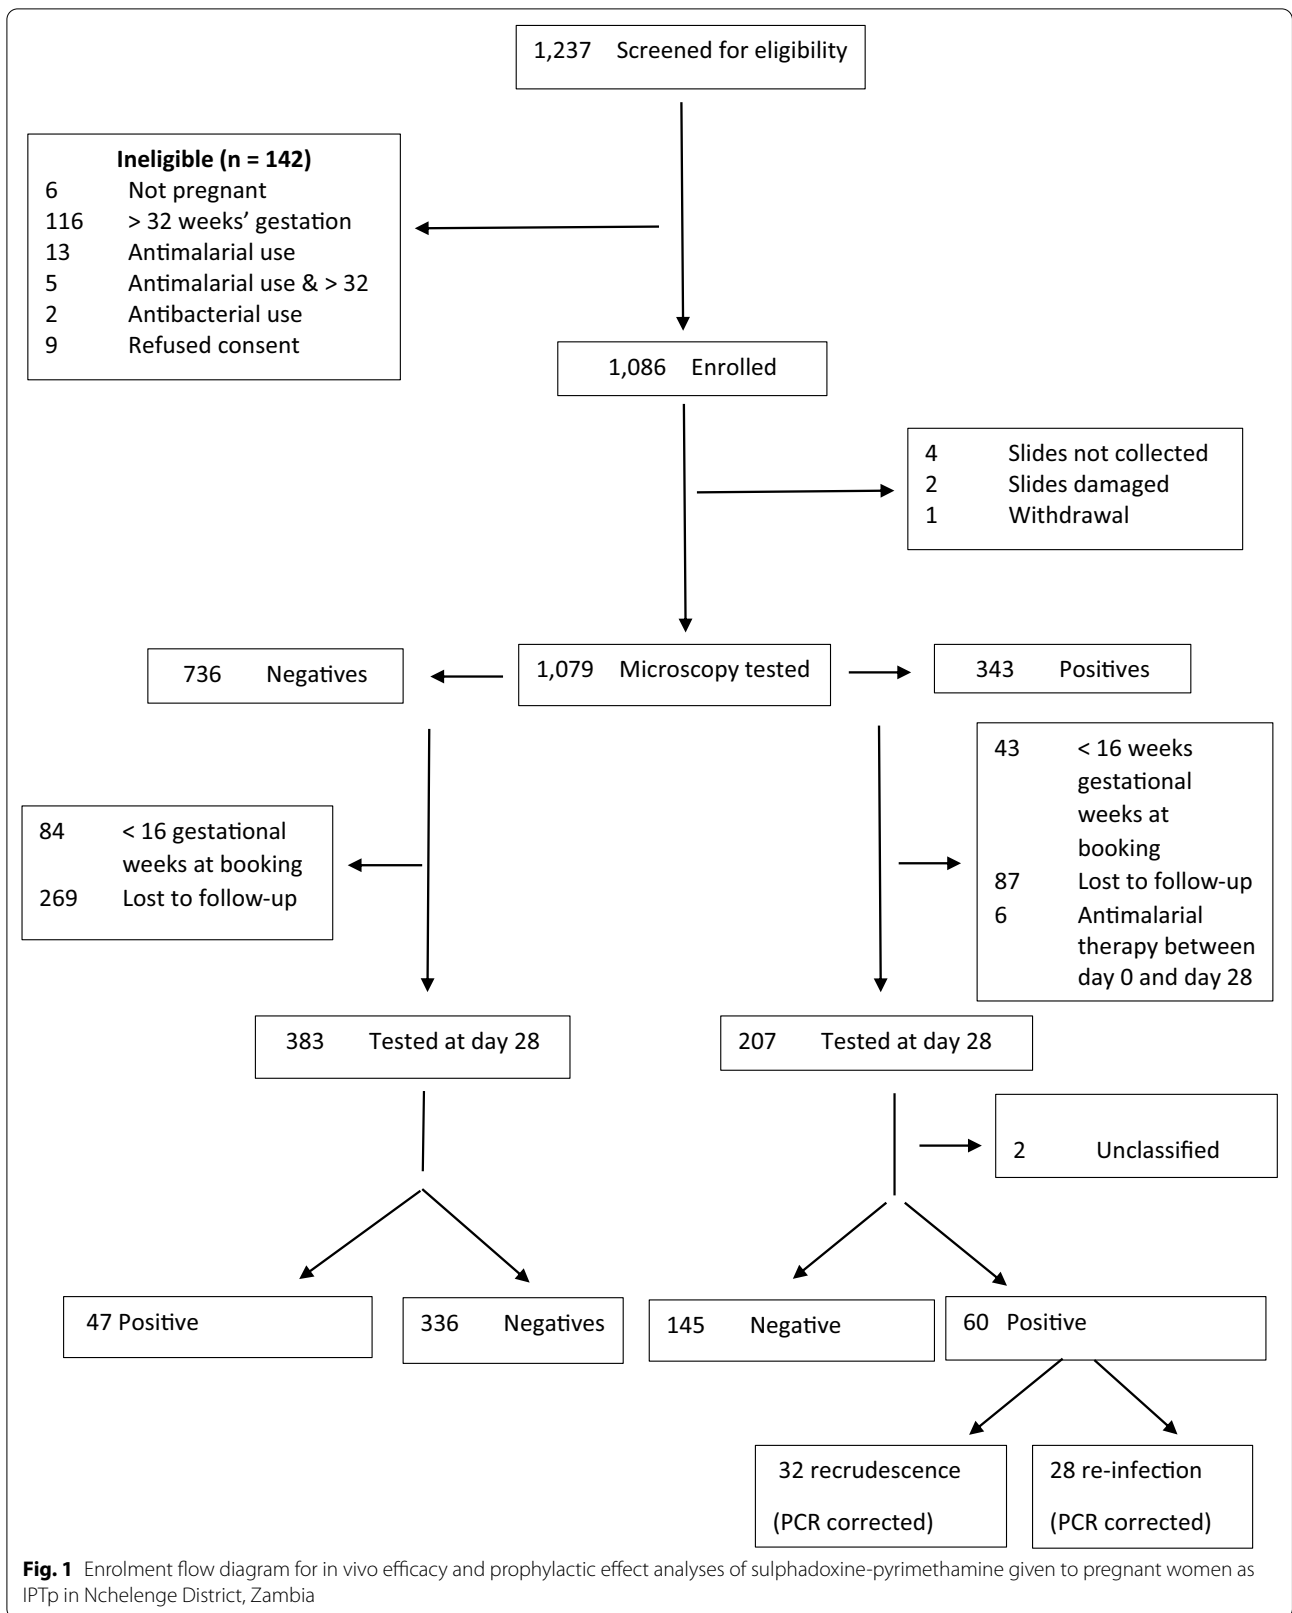 1,237 Screened for eligibility
Ineligible (n = 142)
6 Not pregnant
116 > 32 weeks’ gestation
13 Antimalarial use
5 Antimalarial use & > 32
2 Antibacterial use
9 Refused consent
1,086 Enrolled
4 Slides not collected
2 Slides damaged
1 Withdrawal
736 Negatives
1,079 Microscopy tested
343 Positives
84 < 16 gestational
weeks at booking
269 Lost to follow-up
43 < 16 weeks
gestational
weeks at
booking
87 Lost to follow-up
6 Antimalarial
therapy between
day 0 and day 28
383 Tested at day 28
207 Tested at day 28
2 Unclassified
47 Positive
336 Negatives
145 Negative
60 Positive
32 recrudescence
(PCR corrected)
28 re-infection
(PCR corrected)
Fig. 1 Enrolment flow diagram for in vivo efficacy and prophylactic effect analyses of sulphadoxine-pyrimethamine given to pregnant women as
IPTp in Nchelenge District, Zambia